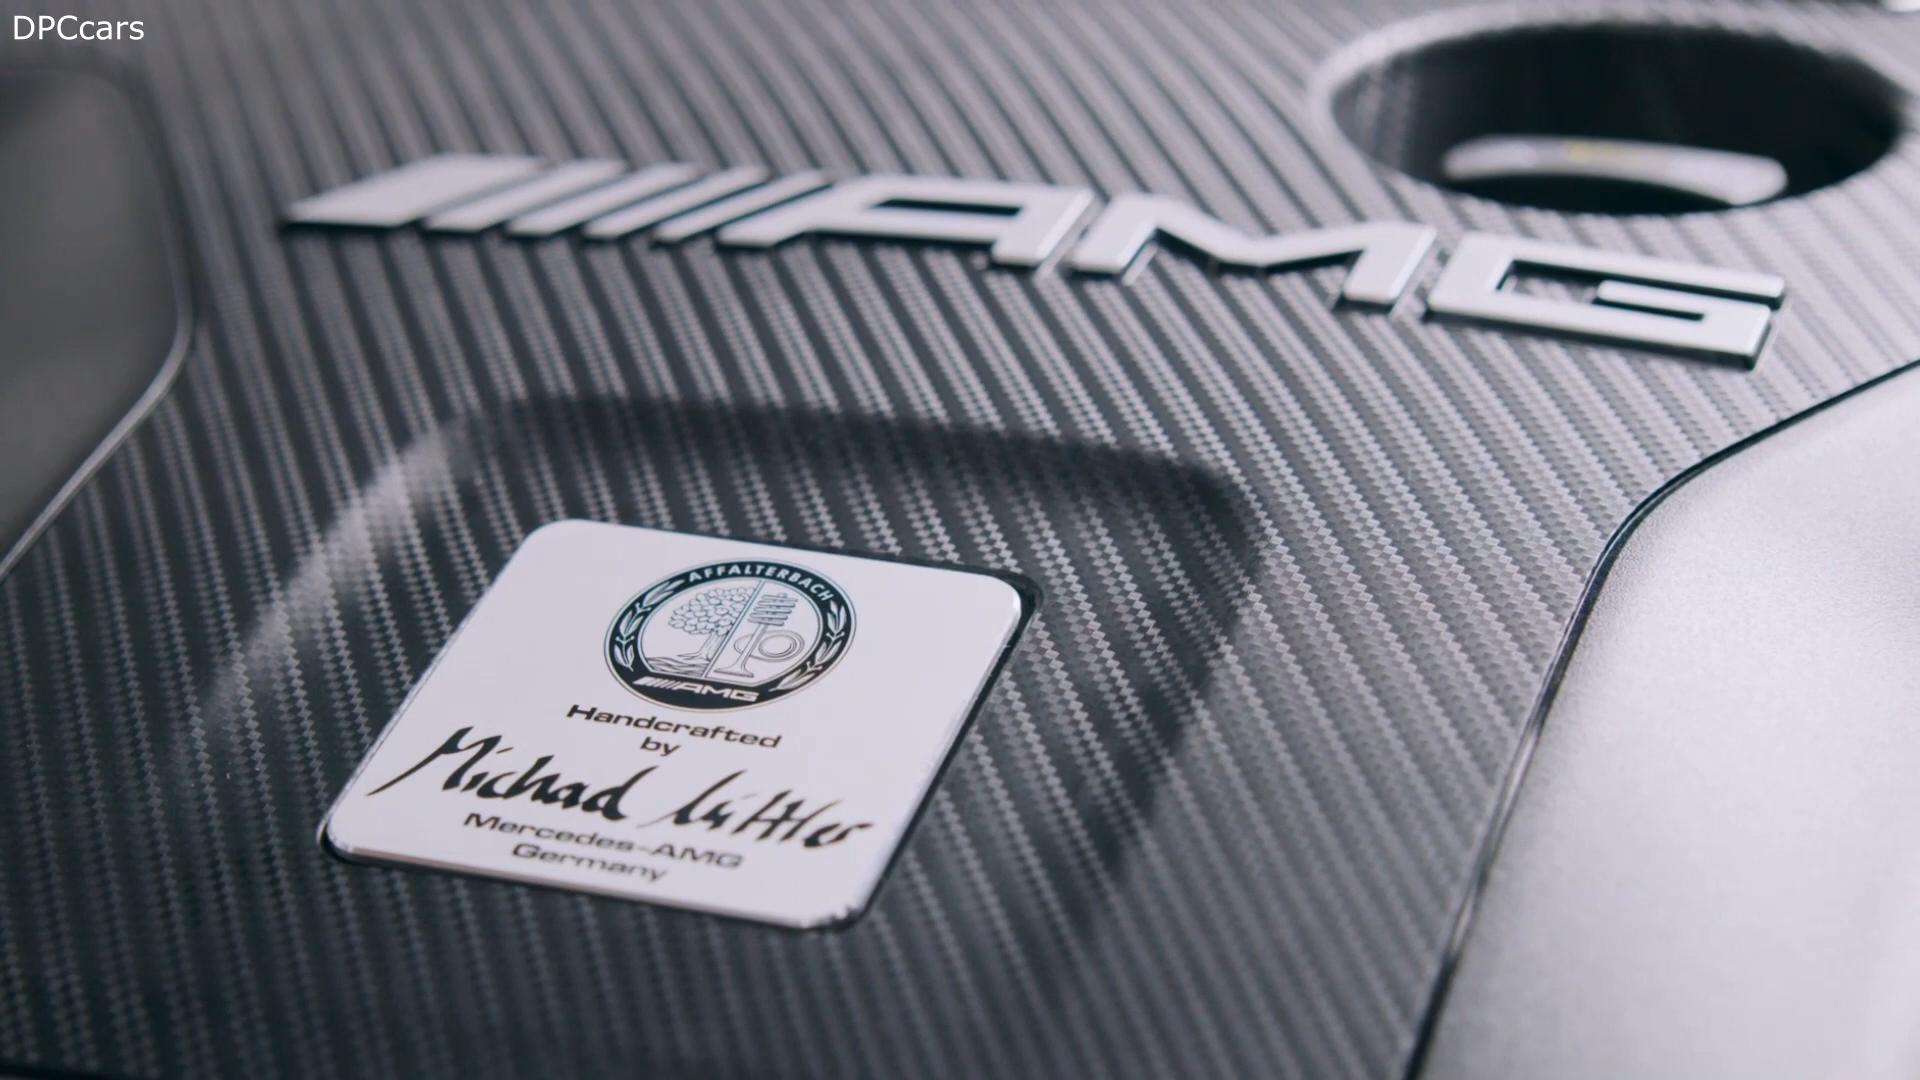 DPCcars
AMG
AFFALTERBACH
AMG
Handcrafted
by
Michael
Mercedes-AMG
Germany